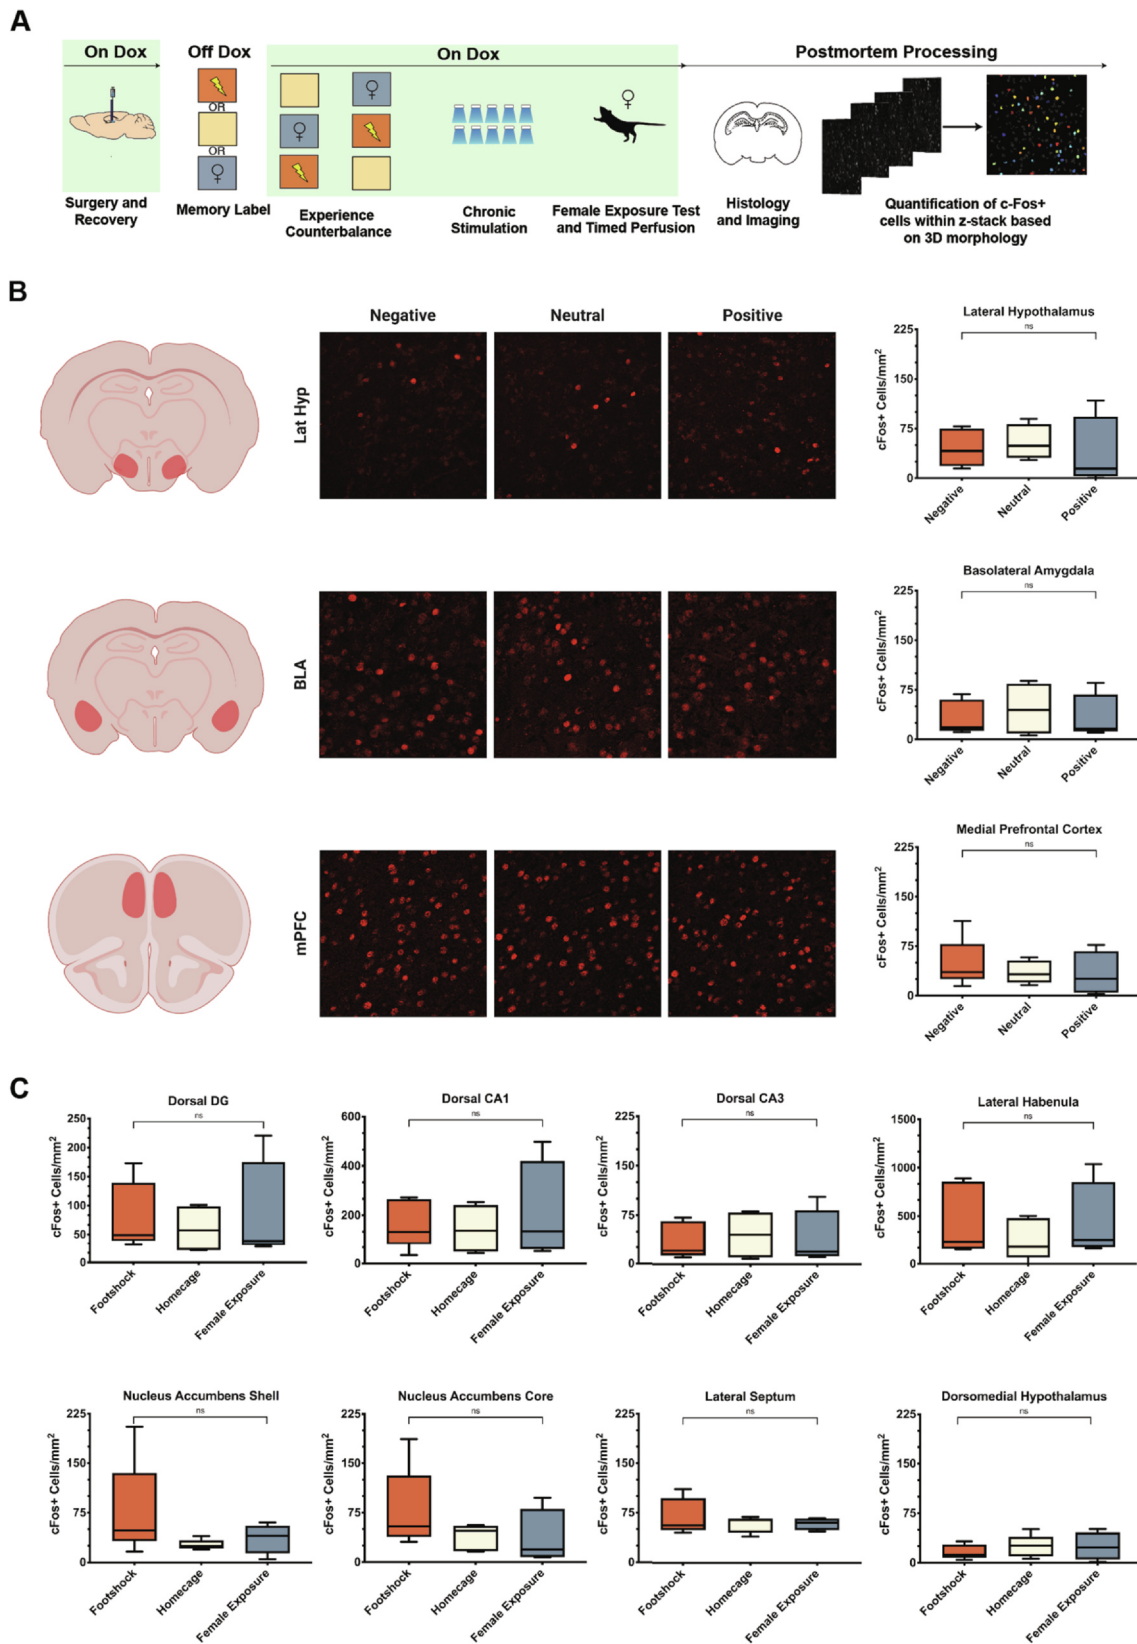 A
On Dox
Off Dox
On Dox
Postmortem Processing
OR
OR
Surgery and
Recovery
Memory Label
Experience
Counterbalance
Chronic
Stimulation
Female Exposure Test
and Timed Perfusion
Histology
and Imaging
Quantification of c-Fos+
cells within z-stack based
on 3D morphology
B
Negative
Neutral
Positive
Lat Hyp
Lateral Hypothalamus
ns
cFos+ Cells/mm²
225
150
75
0
Negative
Neutral
Positive
BLA
Basolateral Amygdala
ns
cFos+ Cells/mm²
225
150
75
0
Negative
Neutral
Positive
mPFC
Medial Prefrontal Cortex
ns
cFos+ Cells/mm²
225
150
75
0
Negative
Neutral
Positive
C
Dorsal DG
ns
cFos+ Cells/mm²
250
200
150
100
50
0
Footshock
Homecage
Female Exposure
Dorsal CA1
ns
cFos+ Cells/mm²
600
400
200
0
Footshock
Homecage
Female Exposure
Dorsal CA3
ns
cFos+ Cells/mm²
225
150
75
0
Footshock
Homecage
Female Exposure
Lateral Habenula
ns
cFos+ Cells/mm²
1500
1000
500
0
Footshock
Homecage
Female Exposure
Nucleus Accumbens Shell
ns
cFos+ Cells/mm²
225
150
75
0
Footshock
Homecage
Female Exposure
Nucleus Accumbens Core
ns
cFos+ Cells/mm²
225
150
75
0
Footshock
Homecage
Female Exposure
Lateral Septum
ns
cFos+ Cells/mm²
225
150
75
0
Footshock
Homecage
Female Exposure
Dorsomedial Hypothalamus
ns
cFos+ Cells/mm²
225
150
75
0
Footshock
Homecage
Female Exposure